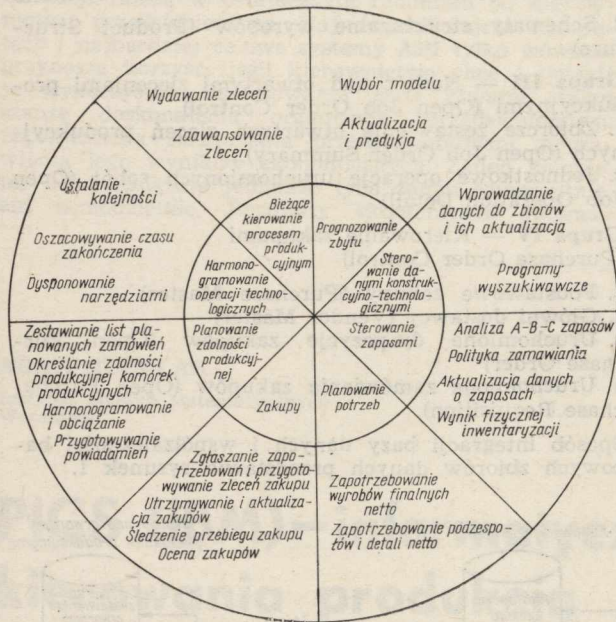 Schematy strukturalne wyrobów (Product Struc-
Wydawanie zleceń
Zaawansowanie
zleceń
Wybór modelu
Aktualizacja
i predykja
Ustalanie
kolejności
Oszacowywanie czasu
zakończenia
Dysponowanie
narzędziami
Wprowadzanie
danych do zbiorów
i ich aktualizacja
Programy
wyszukiwawcze
Bieżące
kierowanie
procesem
produk-
cyjnym
Prognozowanie
zbytu
Harmono-
gramowanie
operacji techno-
logicznych
Stero-
wanie da-
nymi konstruk-
cyjno-technolo-
gicznymi
Planowanie
zdolności
produkcyj-
nej
Zakupy
Sterowanie
zapasami
Planowanie
potrzeb
Zestawianie list pla-
nowanych zamówień
Określanie zdolności
produkcyjnej komórek
produkcyjnych
Harmonogramowanie
i obciążanie
Przygotowywanie
powiadomień
Analiza A-B-C zapasów
Polityka zamawiania
Aktualizacja danych
o zapasach
Wynik fizycznej
inwentaryzacji
Zgłaszanie zapo-
trzebowań i przygoto-
wywanie zleceń zakupu
Utrzymywanie i aktualiza-
cja zakupów
Śledzenie przebiegu zakupu
Ocena zakupów
Zapotrzebowanie
wyrobów finalnych
netto
Zapotrzebowanie podzespo-
łów i detali netto